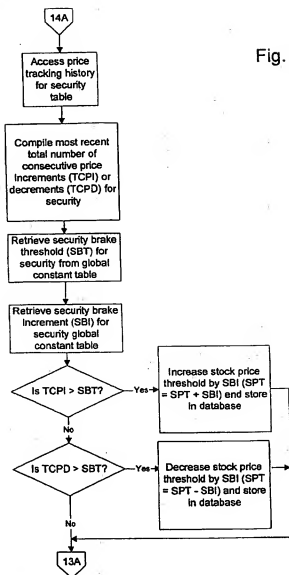 14A
Fig.
Access price
tracking history
for security
table
Compile most recent
total number of
consecutive price
increments (TCPI) or
decrements (TCPD) for
security
Retrieve security brake
threshold (SBT) for
security from global
constant table
Retrieve security brake
Increment (SBI) for
security global
constant table
Is TCPI > SBT?
Yes
Increase stock price
threshold by SBI (SPT
= SPT + SBI) end store
in database
No
Is TCPD > SBT?
Yes
Decrease stock price
threshold by SBI (SPT
= SPT - SBI) and store
in database
No
13A